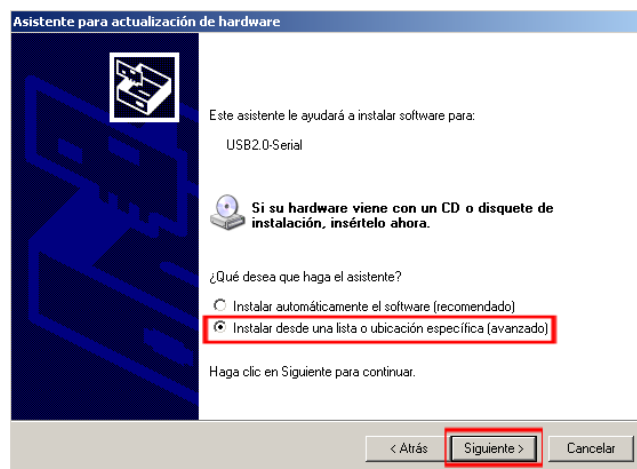 Asistente para actualización de hardware
Este asistente le ayudará a instalar software para:
USB2.0-Serial
Si su hardware viene con un CD o disquete de
instalación, insértelo ahora.
¿Qué desea que haga el asistente?
Instalar automáticamente el software (recomendado)
Instalar desde una lista o ubicación específica (avanzado)
Haga clic en Siguiente para continuar.
< Atrás
Siguiente >
Cancelar